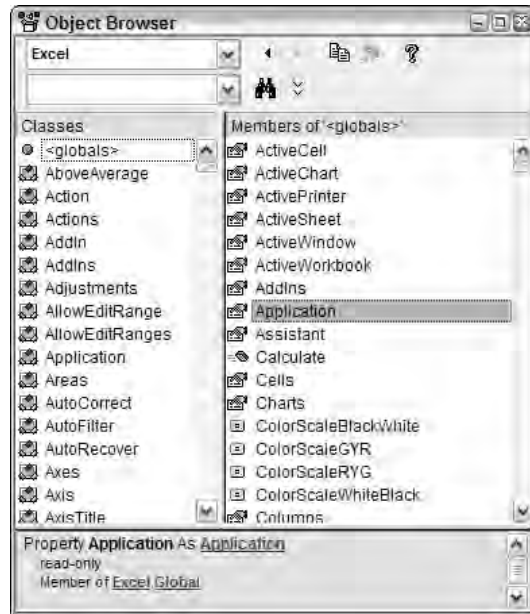 Object Browser
Excel
Classes
<globals>
AboveAverage
Action
Actions
AddIn
AddIns
Adjustments
AllowEditRange
AllowEditRanges
Application
Areas
AutoCorrect
AutoFilter
AutoRecover
Axes
Axis
AxisTitle
Members of '<globals>'
ActiveCell
ActiveChart
ActivePrinter
ActiveSheet
ActiveWindow
ActiveWorkbook
AddIns
Application
Assistant
Calculate
Cells
Charts
ColorScaleBlackWhite
ColorScaleGYR
ColorScaleRYG
ColorScaleWhiteBlack
Columns
Property Application As Application
read-only
Member of Excel.Global